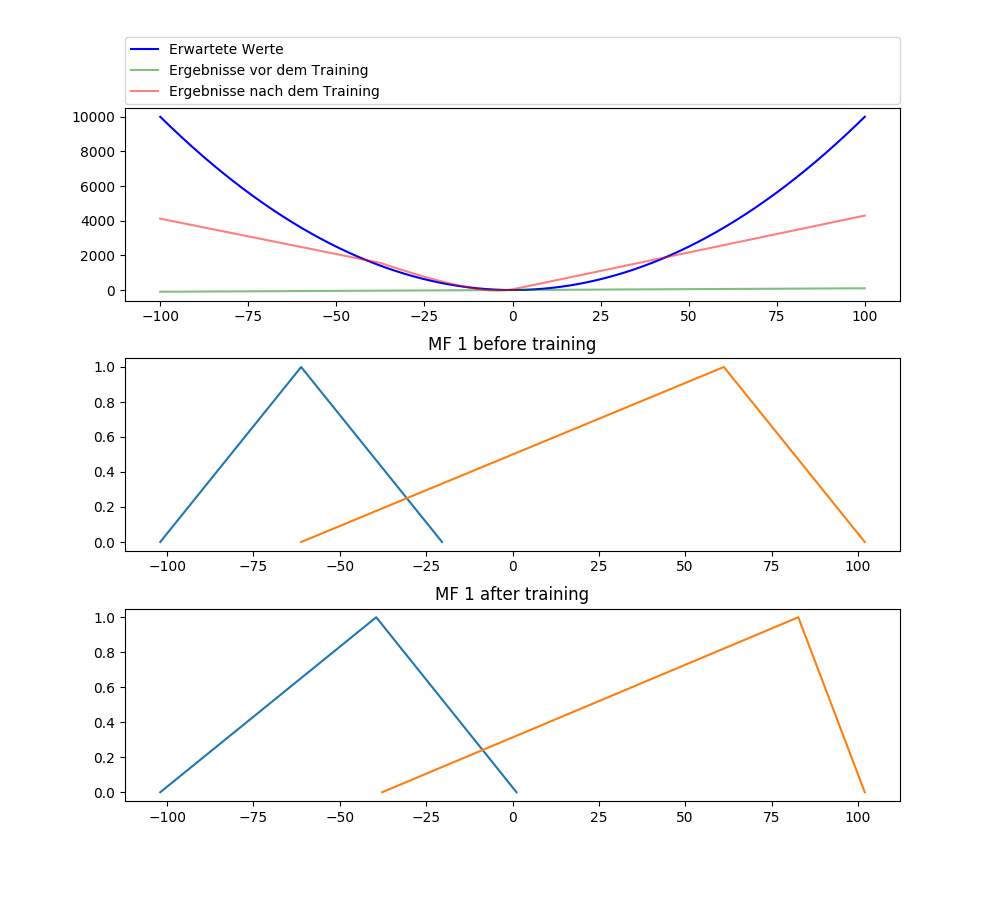 Erwartete Werte
Ergebnisse vor dem Training
Ergebnisse nach dem Training
10000
8000
6000
4000
2000
0
−100 −75 −50 −25 0 25 50 75 100
MF 1 before training
1.0
0.8
0.6
0.4
0.2
0.0
−100 −75 −50 −25 0 25 50 75 100
MF 1 after training
1.0
0.8
0.6
0.4
0.2
0.0
−100 −75 −50 −25 0 25 50 75 100